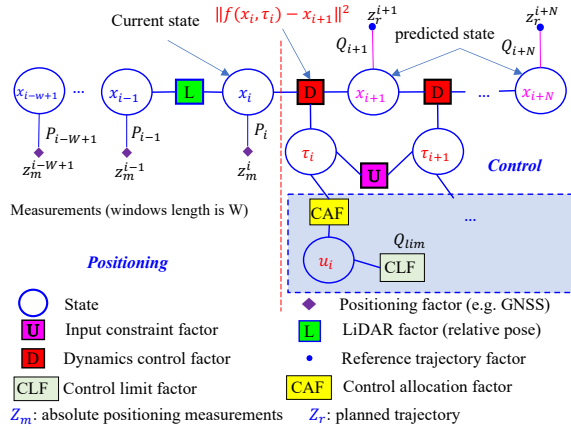 Current state
‖f(x_i, τ_i) − x_{i+1}‖²
z_r^{i+1}
z_r^{i+N}
Q_{i+1}
predicted state
Q_{i+N}
x_{i-W+1} ... x_{i-1} L x_i D x_{i+1} D ... x_{i+N}
P_{i-W+1} P_{i-1} P_i
z_m^{i-W+1} z_m^{i-1} z_m^i
τ_i U τ_{i+1} Control
Measurements (windows length is W)
CAF ...
Positioning
u_i Q_{lim} CLF
State
Positioning factor (e.g. GNSS)
U Input constraint factor
L LiDAR factor (relative pose)
D Dynamics control factor
Reference trajectory factor
CLF Control limit factor
CAF Control allocation factor
Z_m: absolute positioning measurements
Z_r: planned trajectory